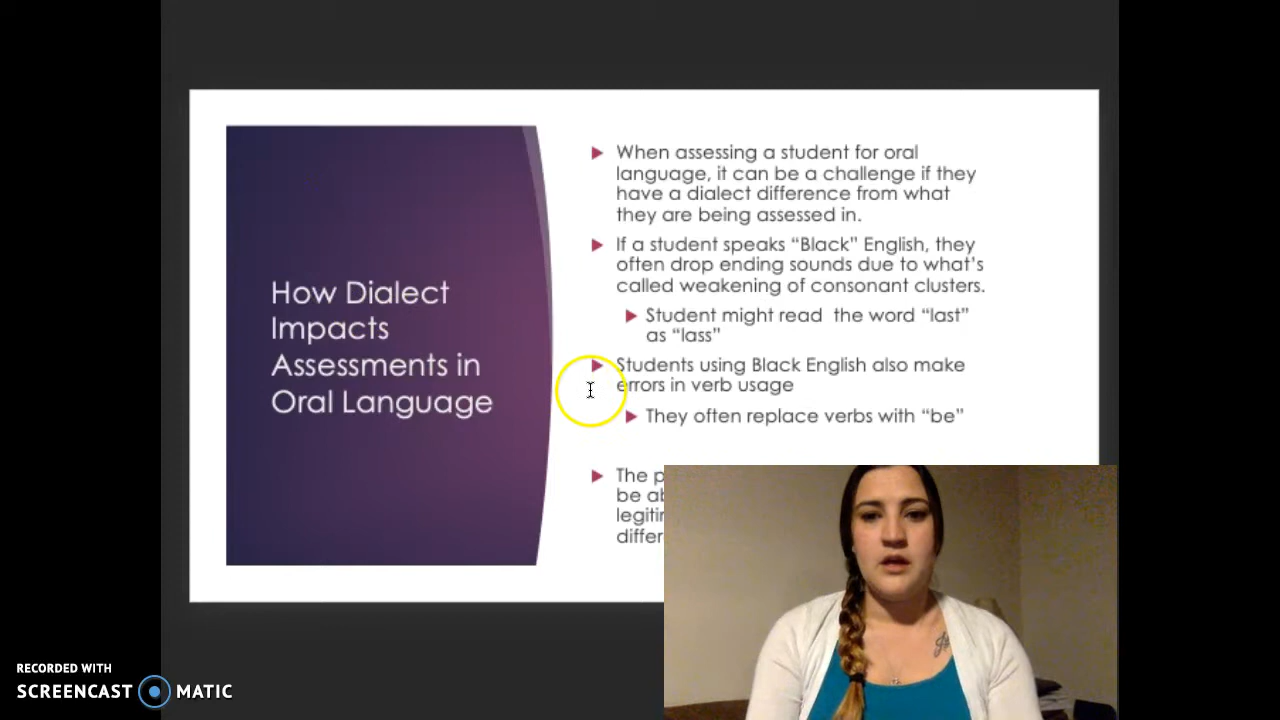 How Dialect
Impacts
Assessments in
Oral Language
When assessing a student for oral
language, it can be a challenge if they
have a dialect difference from what
they are being assessed in.
If a student speaks “Black” English, they
often drop ending sounds due to what’s
called weakening of consonant clusters.
Student might read the word “last”
as “lass”
Students using Black English also make
errors in verb usage
They often replace verbs with “be”
The
be
RECORDED WITH
SCREENCAST MATIC